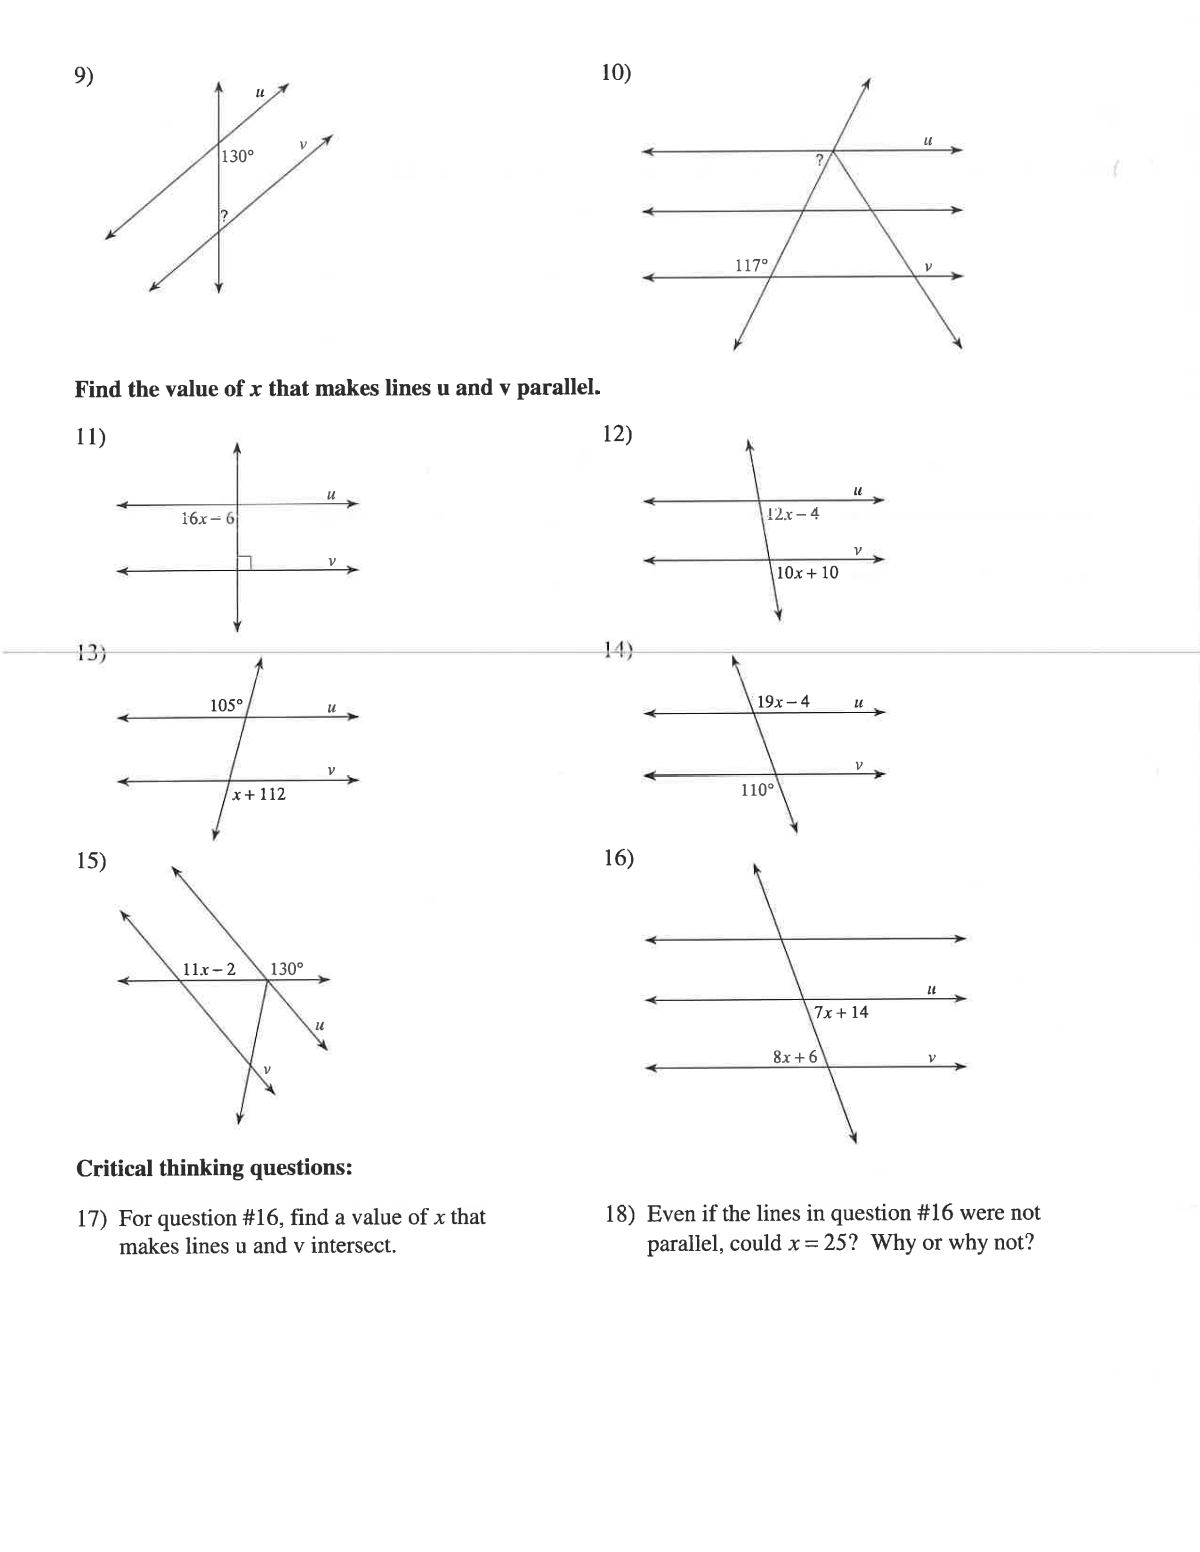 9)
u
130°
v
?
10)
u
?
117°
v
Find the value of x that makes lines u and v parallel.
11)
u
16x – 6
v
12)
u
12x – 4
v
10x + 10
13)
105°
u
v
x + 112
14)
19x – 4
u
v
110°
15)
11x – 2
130°
u
v
16)
u
7x + 14
8x + 6
v
Critical thinking questions:
17) For question #16, find a value of x that
makes lines u and v intersect.
18) Even if the lines in question #16 were not
parallel, could x = 25? Why or why not?